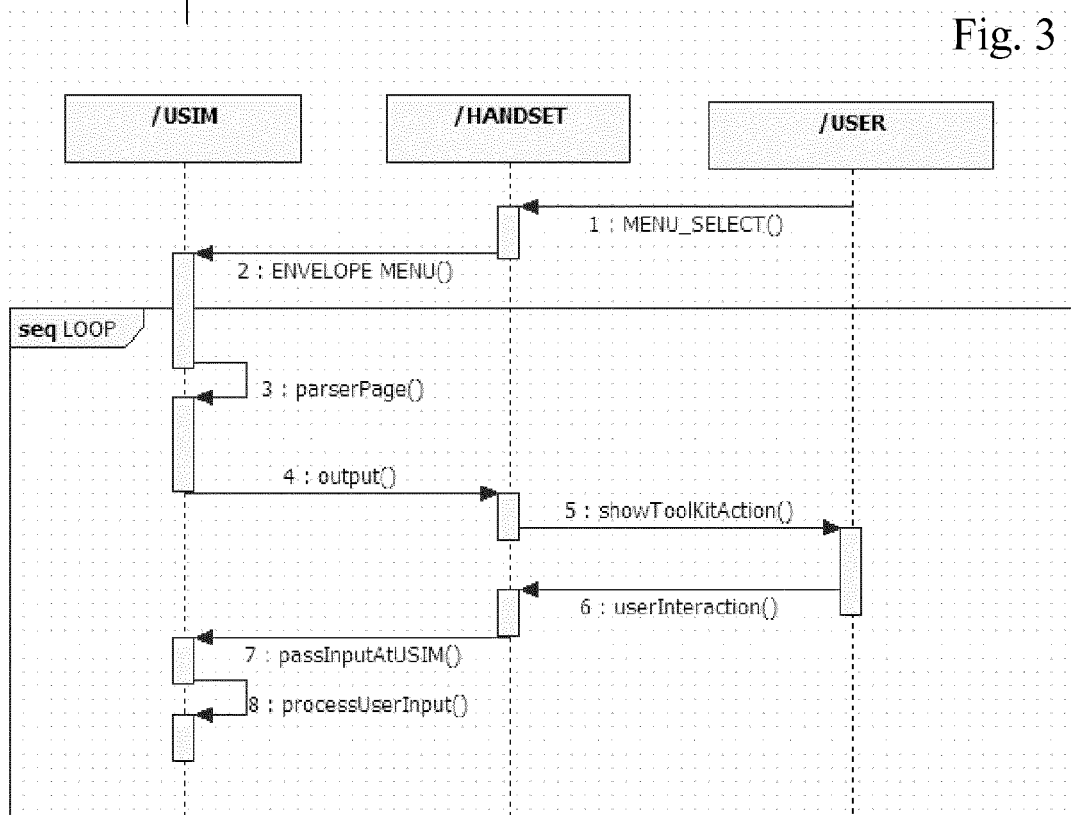 Fig. 3
/USIM
/HANDSET
/USER
1 : MENU_SELECT()
2 : ENVELOPE MENU()
seq LOOP
3 : parserPage()
4 : output()
5 : showToolKitAction()
6 : userInteraction()
7 : passInputAtUSIM()
8 : processUserInput()